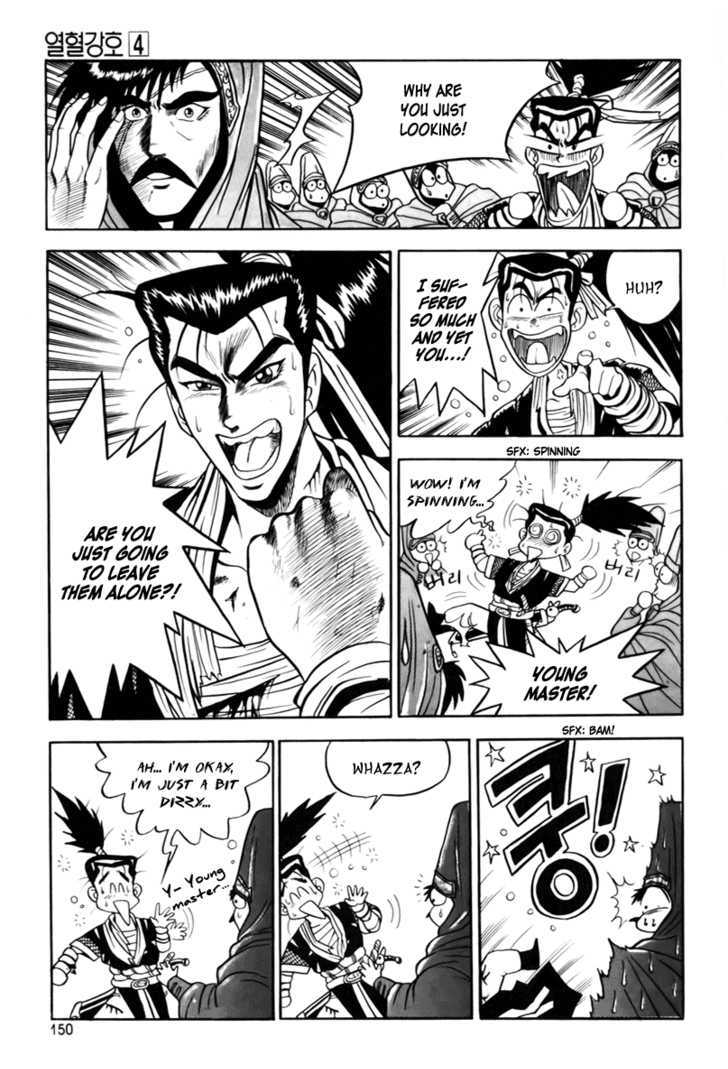 열혈강호 4
WHY ARE
YOU JUST
LOOKING!
ARE YOU
JUST GOING
TO LEAVE
THEM ALONE?!
I SUF-
FERED
SO MUCH
AND YET
YOU...!
HUH?
SFX: SPINNING
WOW! I'M
SPINNING...
버리
버리
YOUNG
MASTER!
AH... I'M OKAY,
I'M JUST A BIT
DIZZY...
Y- Young
master...
WHAZZA?
SFX: BAM!
쿵!
150